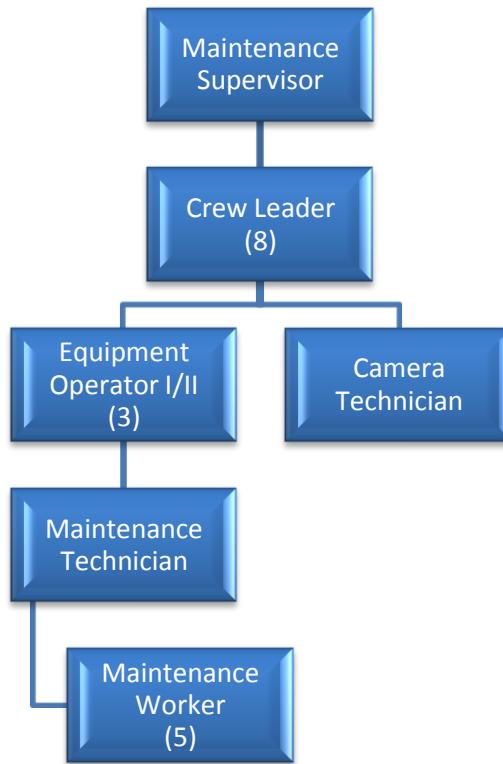 Maintenance
Supervisor
Crew Leader
(8)
Equipment
Operator I/II
(3)
Camera
Technician
Maintenance
Technician
Maintenance
Worker
(5)